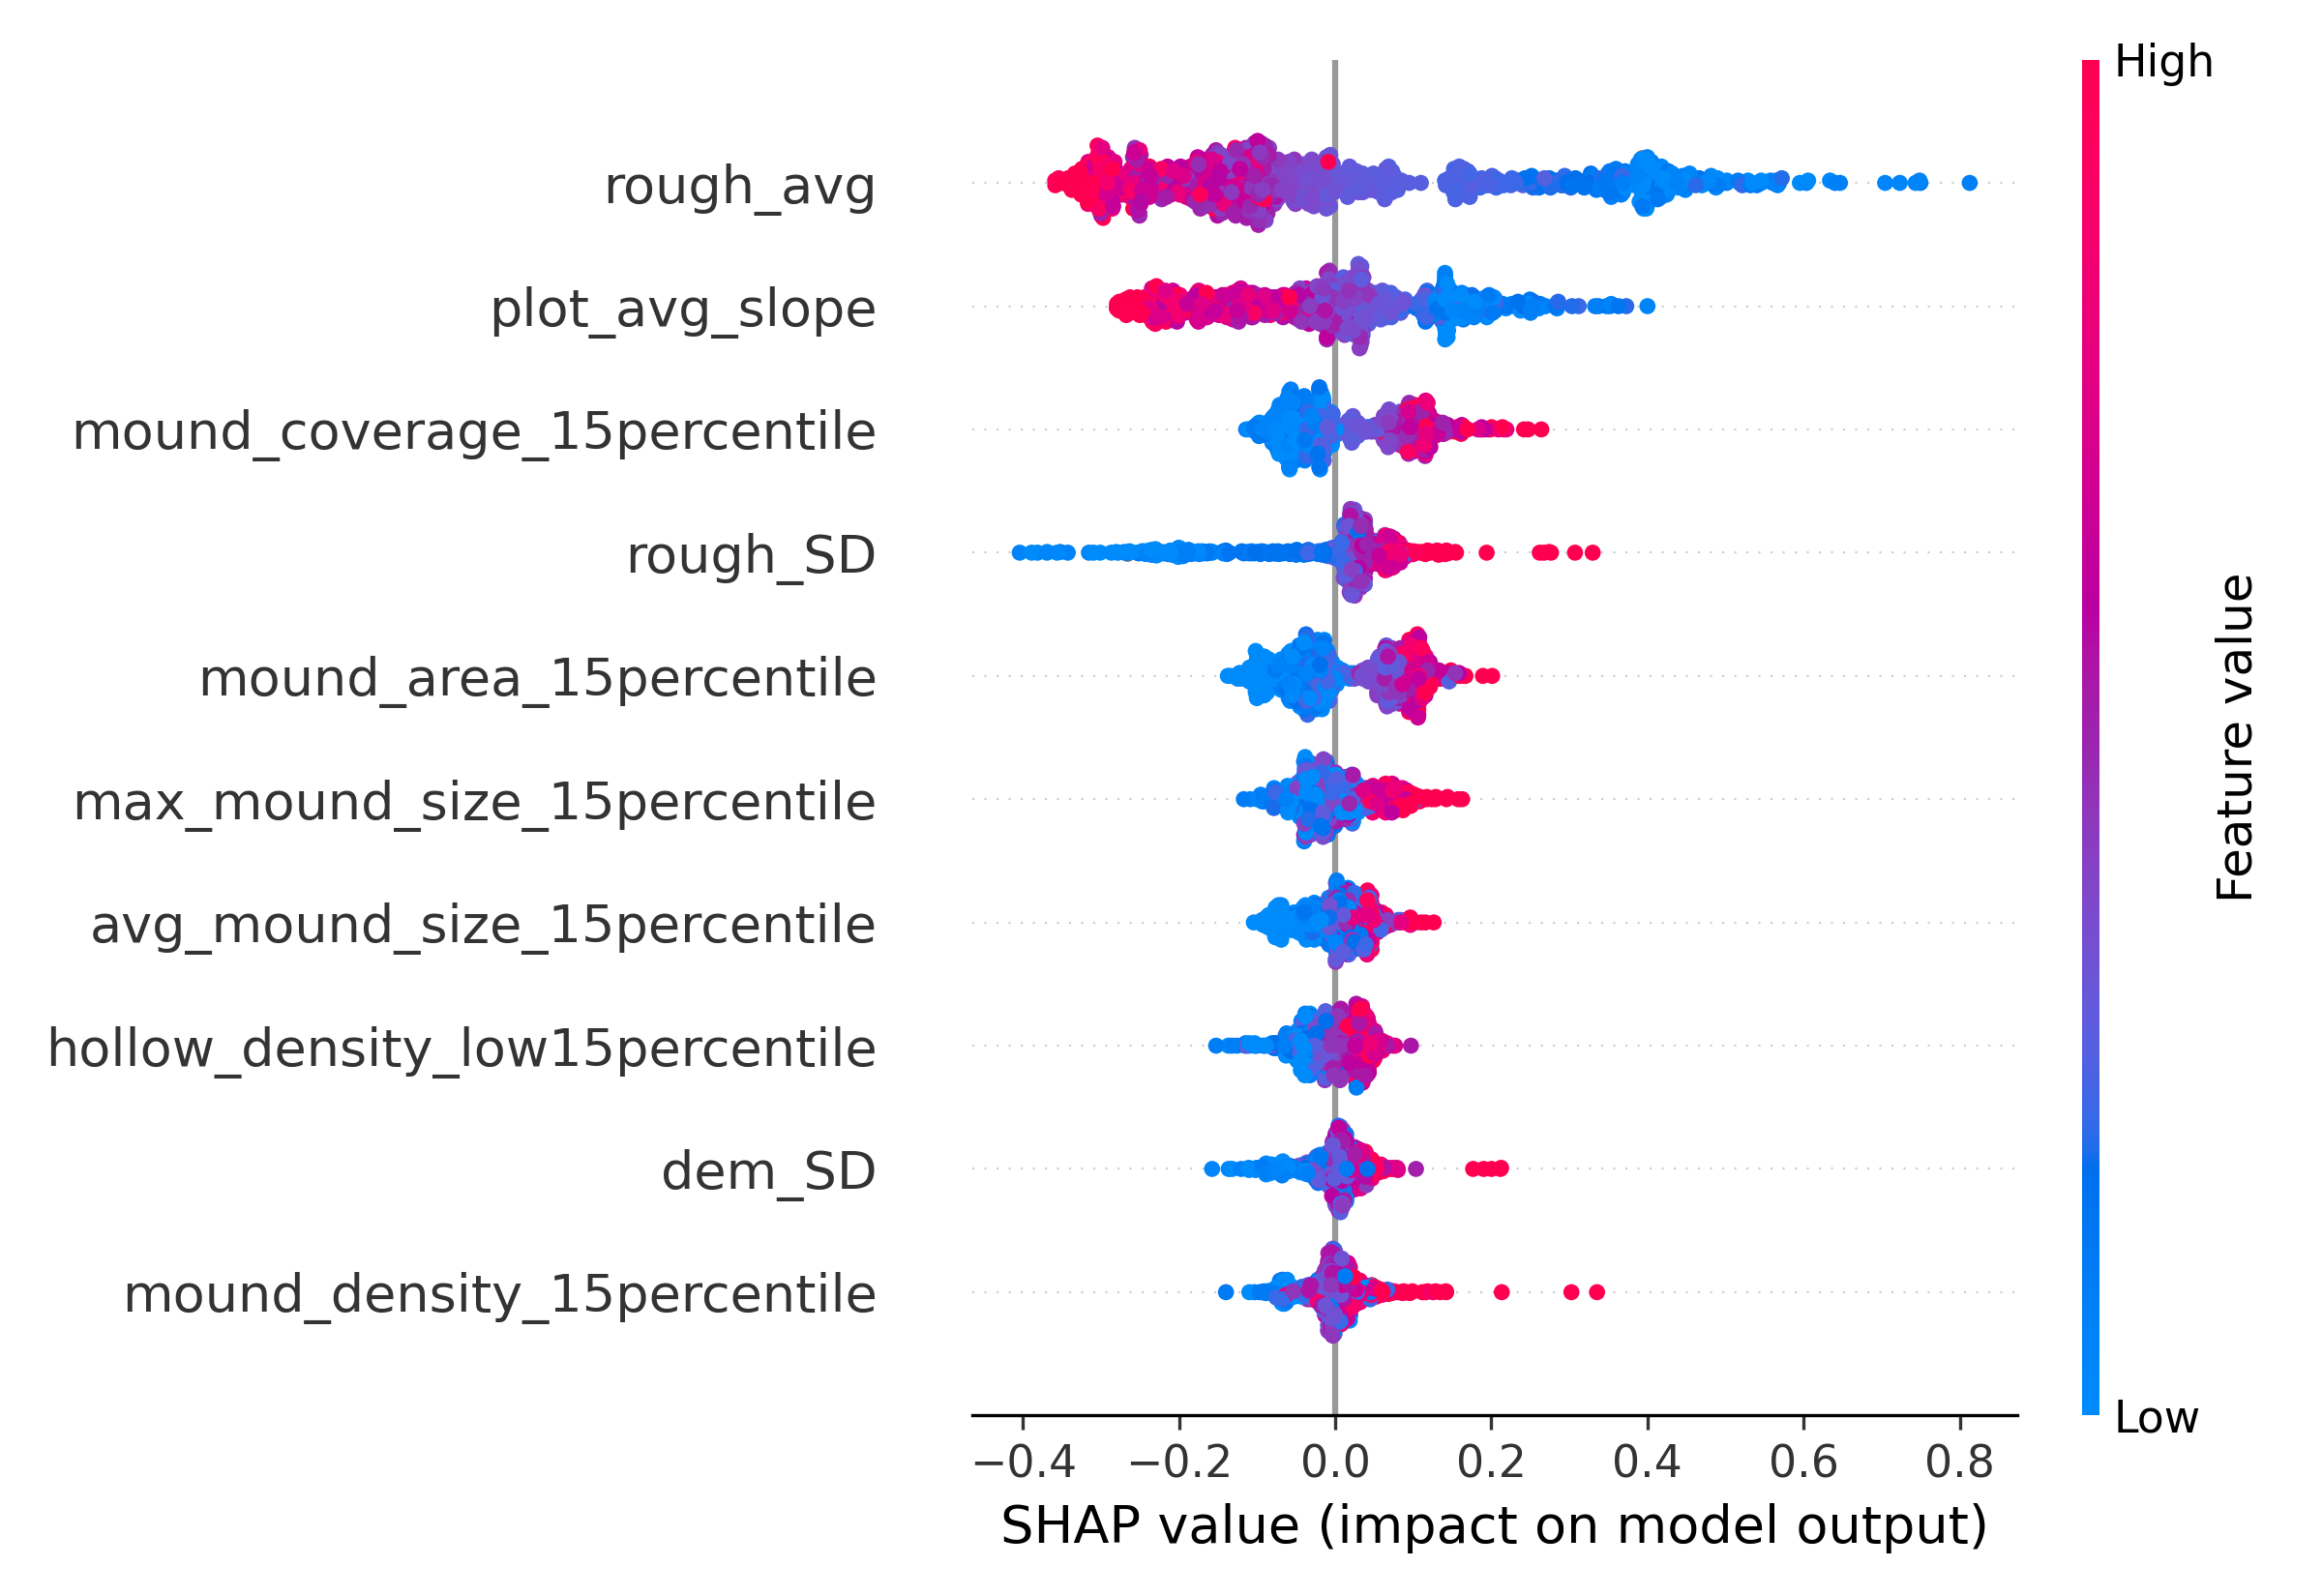 High
rough_avg
plot_avg_slope
mound_coverage_15percentile
rough_SD
mound_area_15percentile
max_mound_size_15percentile
avg_mound_size_15percentile
hollow_density_low15percentile
dem_SD
mound_density_15percentile
Feature value
Low
−0.4 −0.2 0.0 0.2 0.4 0.6 0.8
SHAP value (impact on model output)